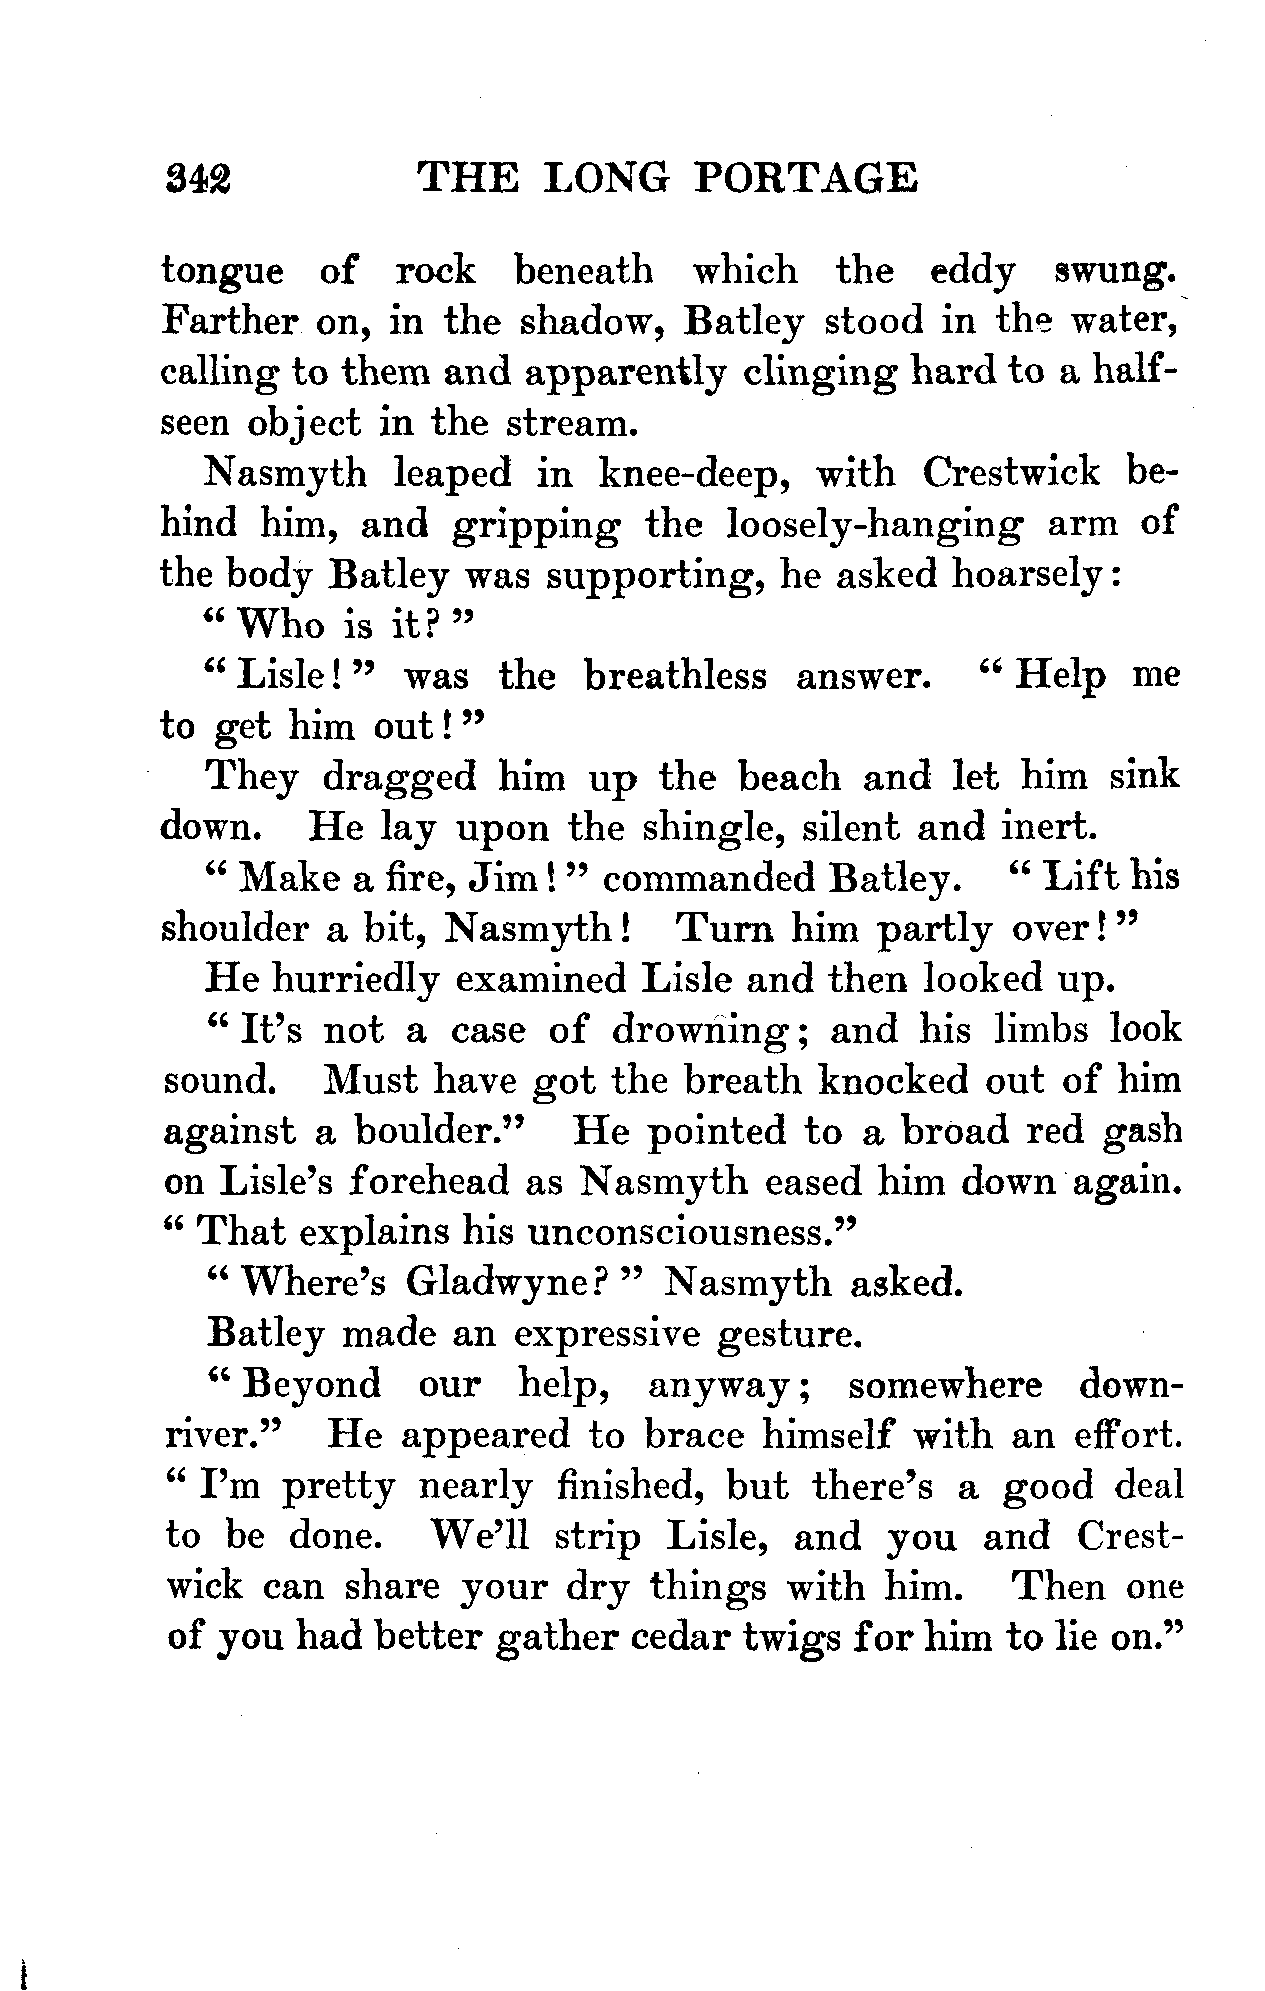 342 THE LONG PORTAGE
tongue of rock beneath which the eddy swung.
Farther on, in the shadow, Batley stood in the water,
calling to them and apparently clinging hard to a half-
seen object in the stream.
Nasmyth leaped in knee-deep, with Crestwick be-
hind him, and gripping the loosely-hanging arm of
the body Batley was supporting, he asked hoarsely:
“Who is it?”
“Lisle!” was the breathless answer. “Help me
to get him out!”
They dragged him up the beach and let him sink
down. He lay upon the shingle, silent and inert.
“Make a fire, Jim!” commanded Batley. “Lift his
shoulder a bit, Nasmyth! Turn him partly over!”
He hurriedly examined Lisle and then looked up.
“It’s not a case of drowning; and his limbs look
sound. Must have got the breath knocked out of him
against a boulder.” He pointed to a broad red gash
on Lisle’s forehead as Nasmyth eased him down again.
“That explains his unconsciousness.”
“Where’s Gladwyne?” Nasmyth asked.
Batley made an expressive gesture.
“Beyond our help, anyway; somewhere down-
river.” He appeared to brace himself with an effort.
“I’m pretty nearly finished, but there’s a good deal
to be done. We’ll strip Lisle, and you and Crest-
wick can share your dry things with him. Then one
of you had better gather cedar twigs for him to lie on.”